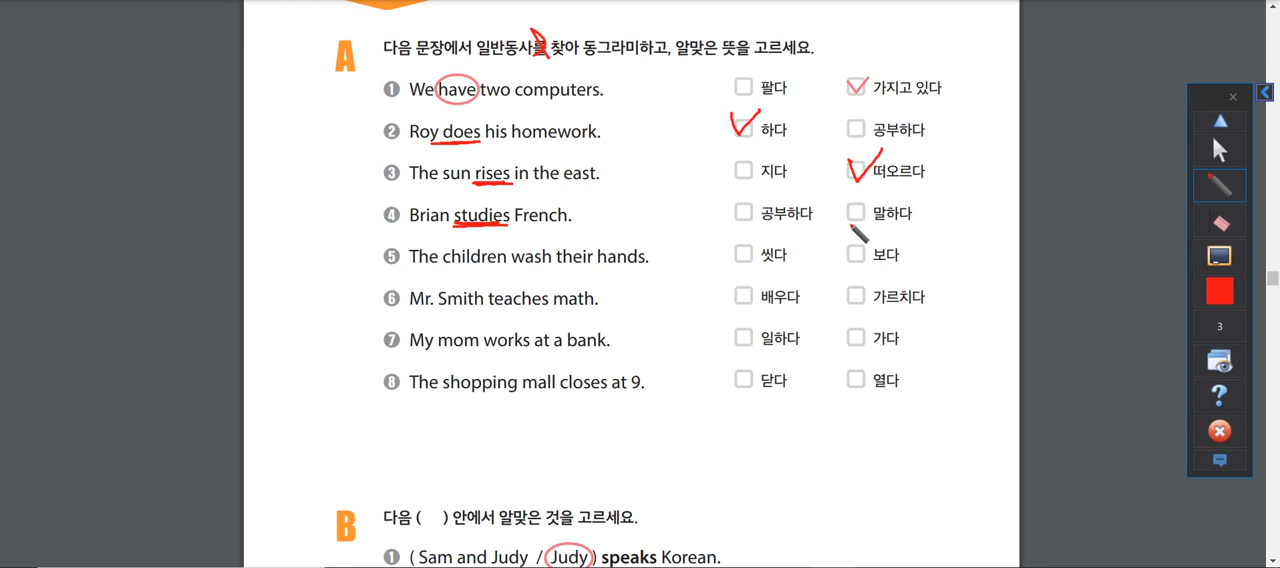 A 다음 문장에서 일반동사를 찾아 동그라미하고, 알맞은 뜻을 고르세요.
1 We have two computers. 팔다 가지고 있다
2 Roy does his homework. 하다 공부하다
3 The sun rises in the east. 지다 떠오르다
4 Brian studies French. 공부하다 말하다
5 The children wash their hands. 씻다 보다
6 Mr. Smith teaches math. 배우다 가르치다
7 My mom works at a bank. 일하다 가다
8 The shopping mall closes at 9. 닫다 열다
B 다음 ( ) 안에서 알맞은 것을 고르세요.
1 ( Sam and Judy / Judy ) speaks Korean.
3